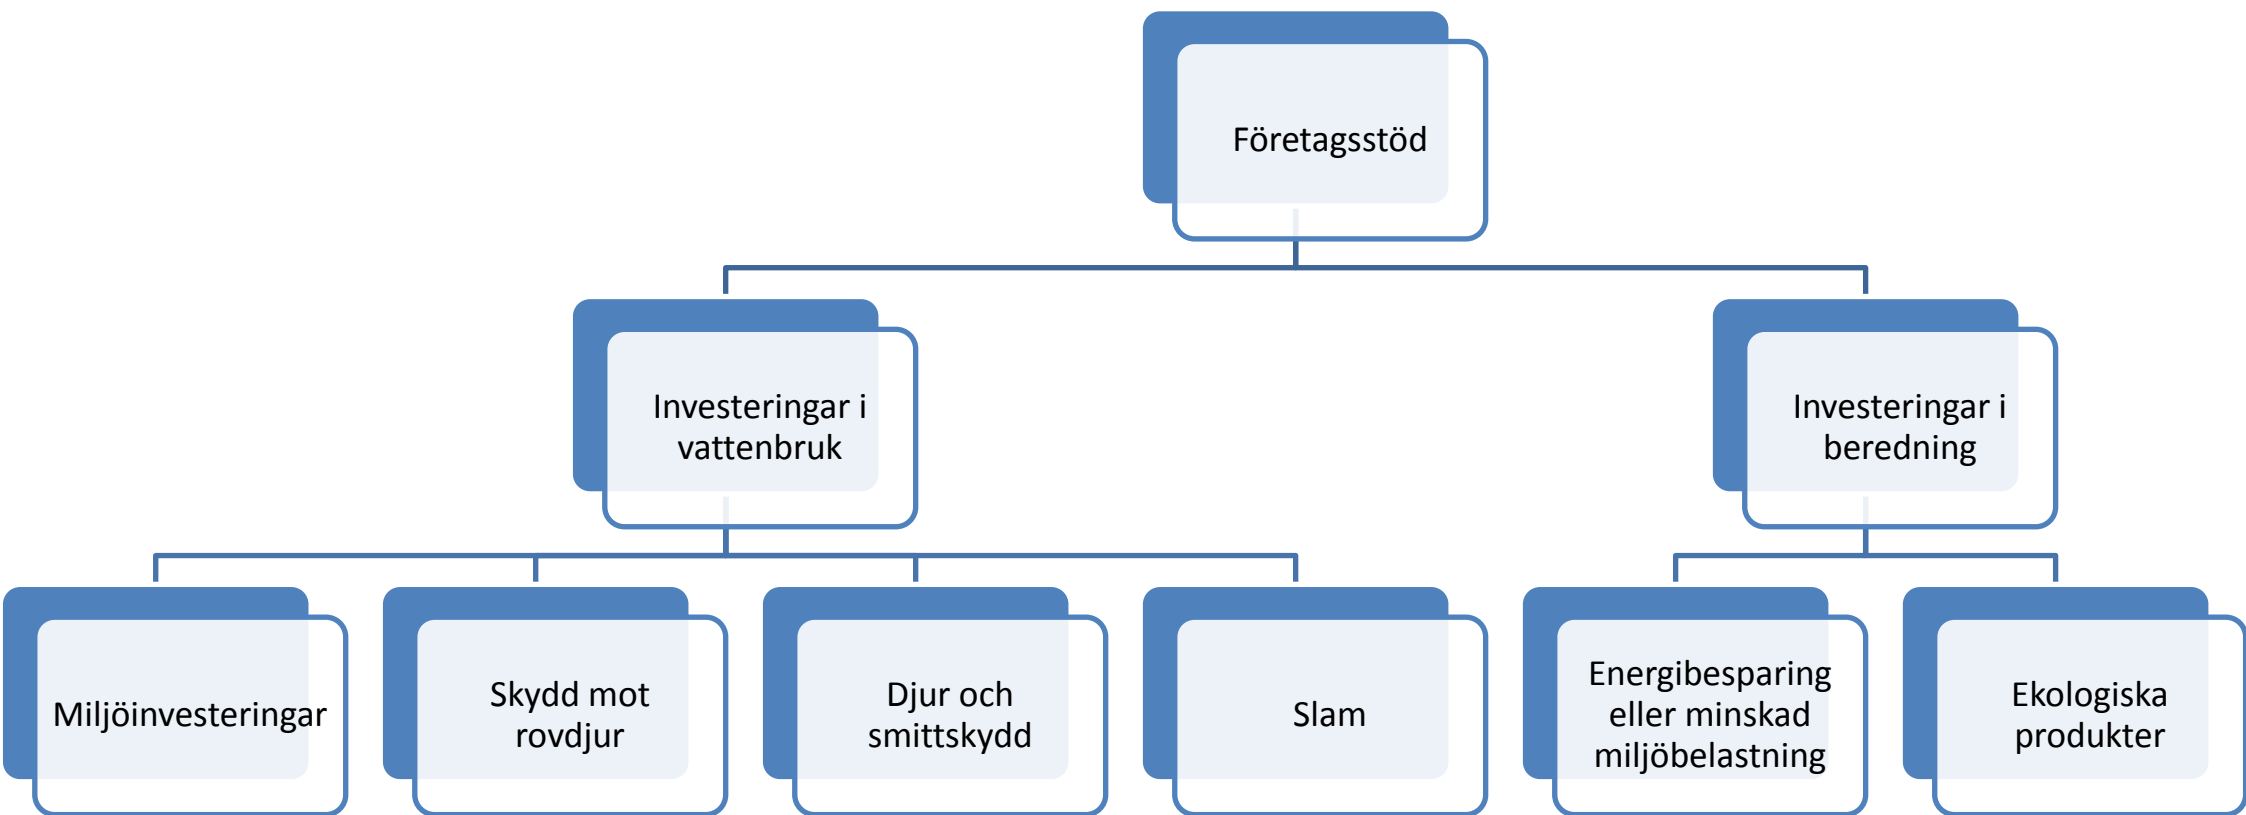 Företagsstöd
Investeringar i
vattenbruk
Investeringar i
beredning
Miljöinvesteringar
Skydd mot
rovdjur
Djur och
smittskydd
Slam
Energibesparing
eller minskad
miljöbelastning
Ekologiska
produkter